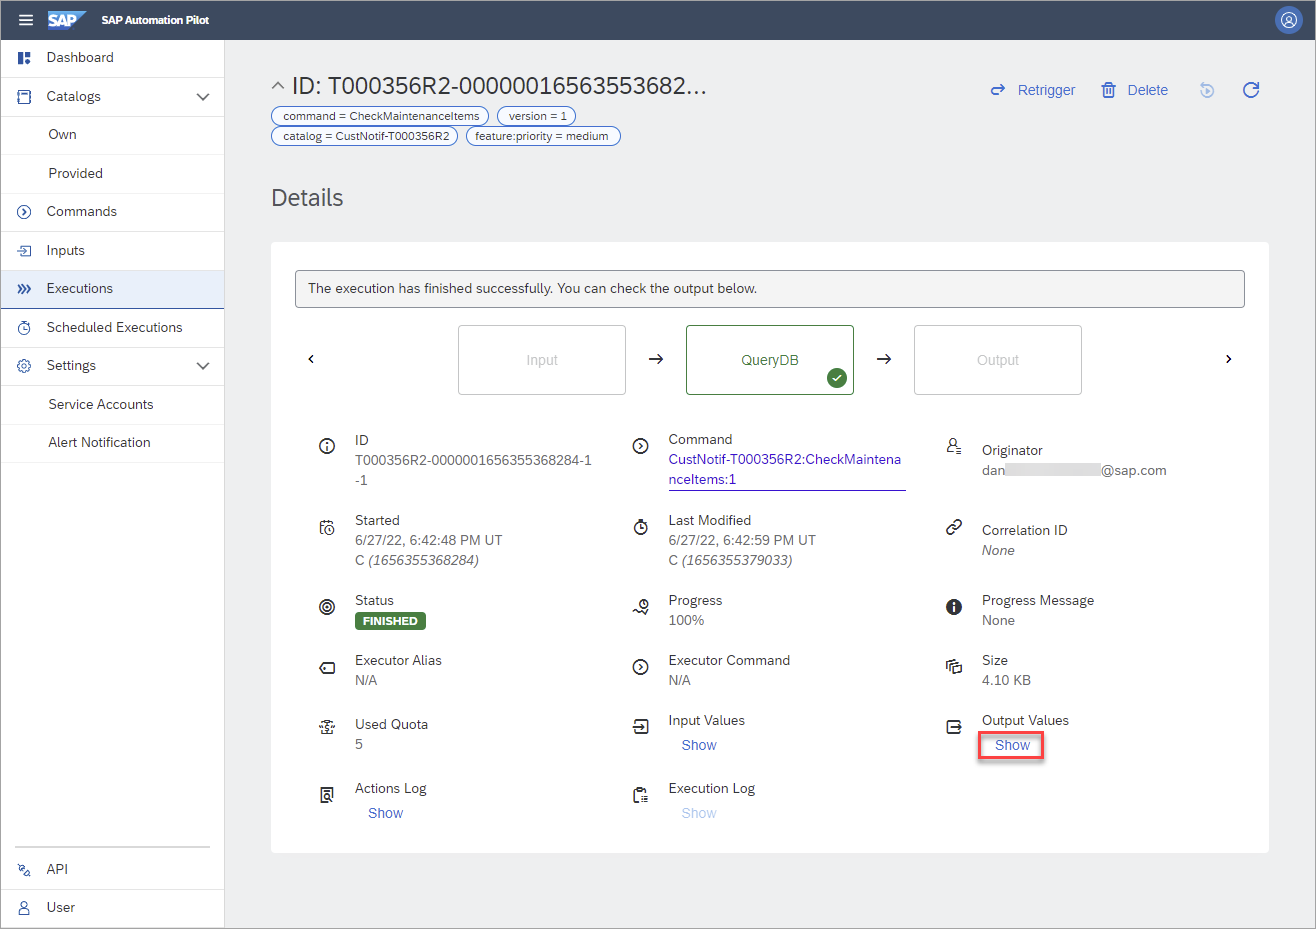 SAP SAP Automation Pilot
Dashboard
Catalogs
Own
Provided
Commands
Inputs
Executions
Scheduled Executions
Settings
Service Accounts
Alert Notification
API
User
ID: T000356R2-00000016563553682...
Retrigger
Delete
command = CheckMaintenanceItems
version = 1
catalog = CustNotif-T000356R2
feature:priority = medium
Details
The execution has finished successfully. You can check the output below.
Input
QueryDB
Output
ID
T000356R2-0000001656355368284-1
-1
Command
CustNotif-T000356R2:CheckMaintena
nceItems:1
Originator
dan @sap.com
Started
6/27/22, 6:42:48 PM UT
C (1656355368284)
Last Modified
6/27/22, 6:42:59 PM UT
C (1656355379033)
Correlation ID
None
Status
FINISHED
Progress
100%
Progress Message
None
Executor Alias
N/A
Executor Command
N/A
Size
4.10 KB
Used Quota
5
Input Values
Show
Output Values
Show
Actions Log
Show
Execution Log
Show